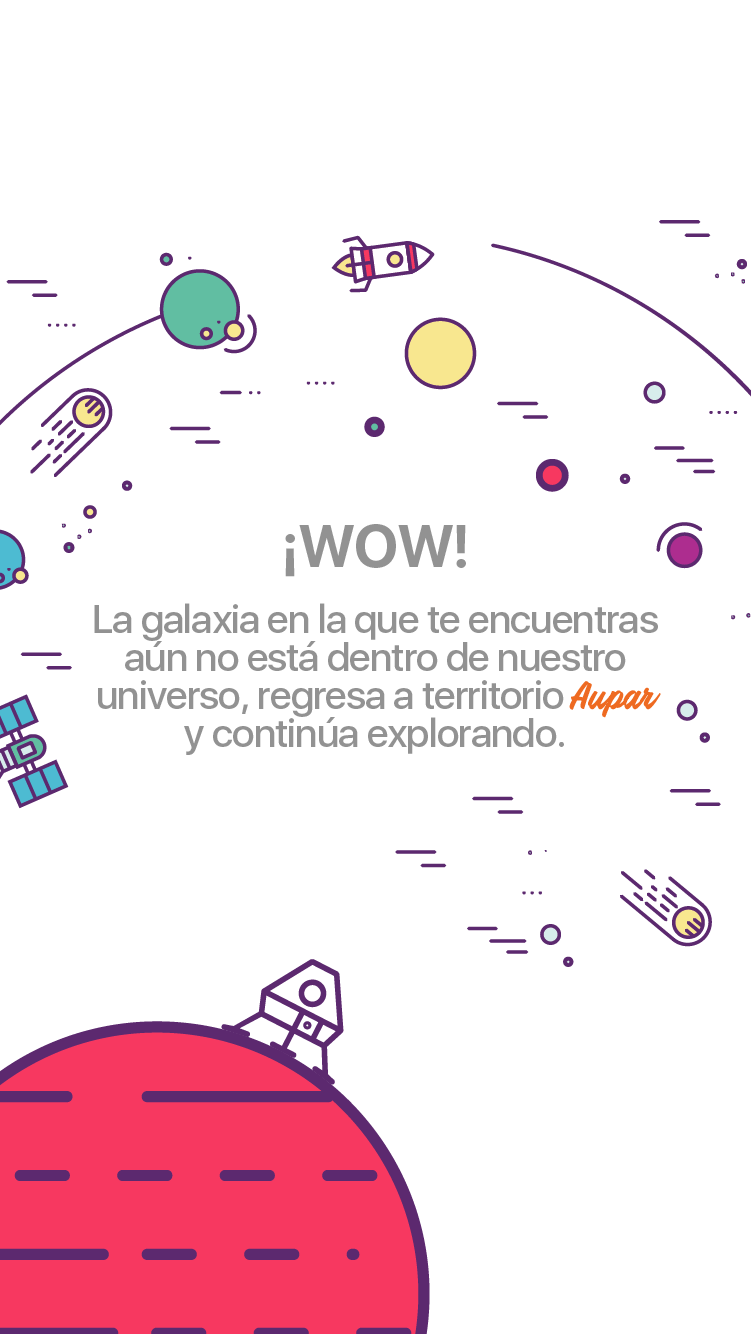 ¡WOW!
La galaxia en la que te encuentras
aún no está dentro de nuestro
universo, regresa a territorio Aupar
y continúa explorando.